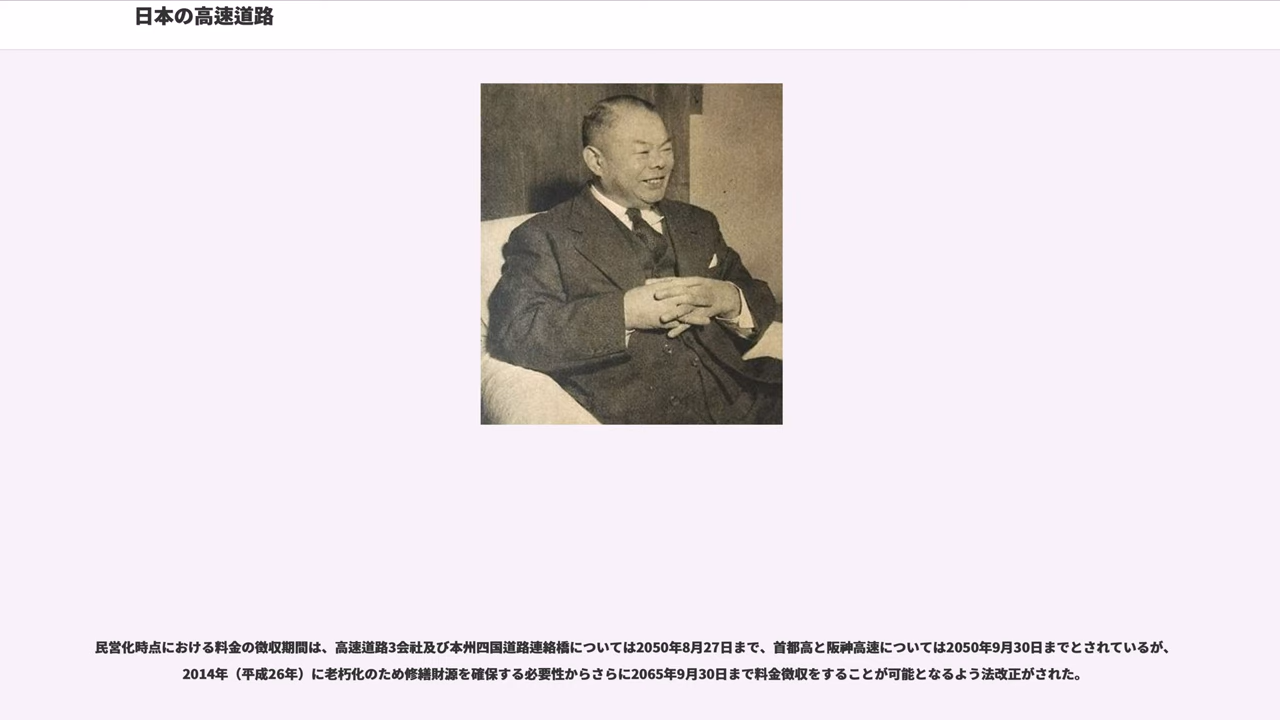 日本の高速道路
民営化時点における料金の徴収期間は、高速道路3会社及び本州四国道路連絡橋については2050年8月27日まで、首都高と阪神高速については2050年9月30日までとされているが、
2014年（平成26年）に老朽化のため修繕財源を確保する必要性からさらに2065年9月30日まで料金徴収をすることが可能となるよう法改正がされた。